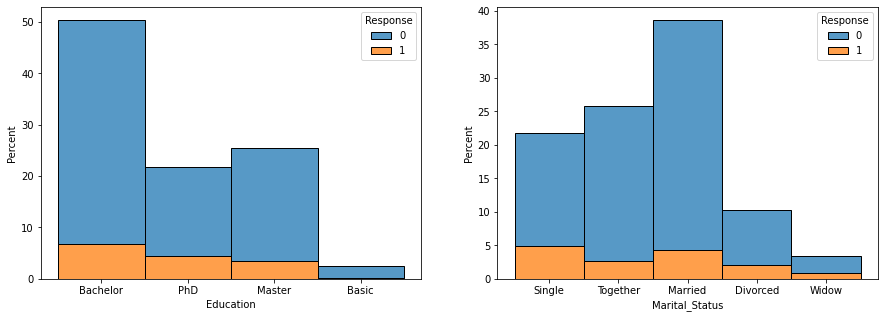 Percent
50
40
30
20
10
0
Response
0
1
Bachelor
PhD
Master
Basic
Education
Percent
40
35
30
25
20
15
10
5
0
Response
0
1
Single
Together
Married
Divorced
Widow
Marital_Status